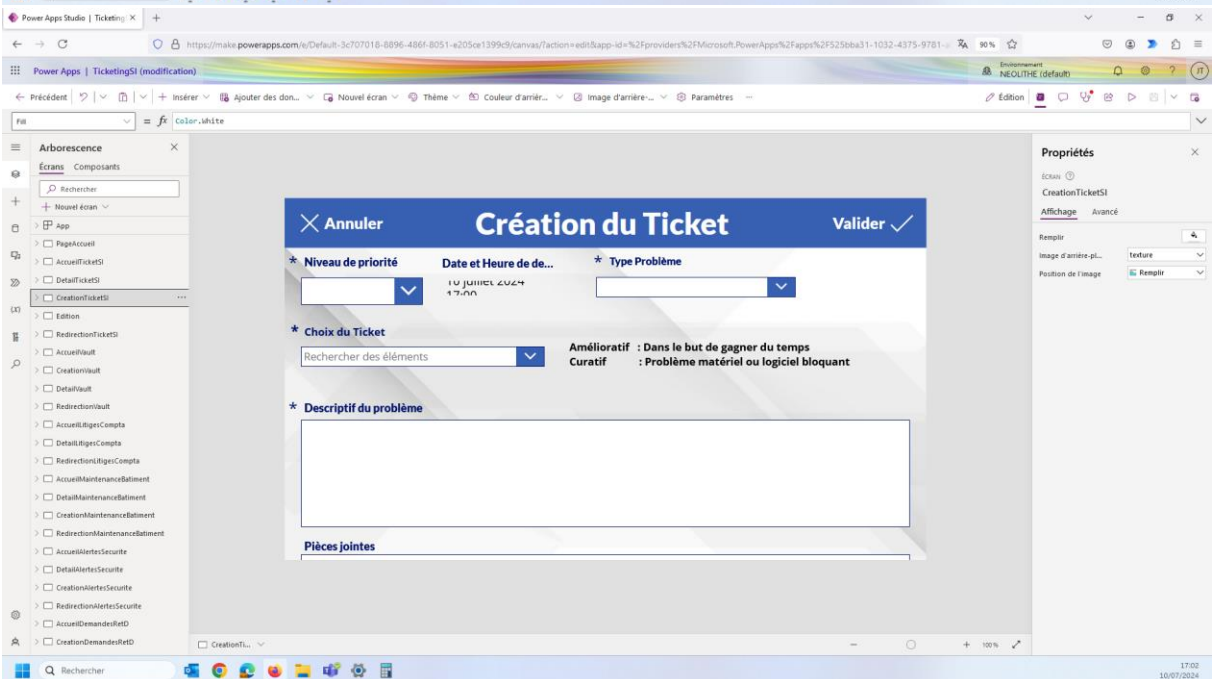 Power Apps Studio | Ticketing
https://make.powerapps.com/e/Default-3c707018-8896-486f-8051-e205ce1399c9/canvas/?action=edit&app-id=%2Fproviders%2FMicrosoft.PowerApps%2Fapps%2F525bba31-1032-4375-9781-
90%
Power Apps | TicketingSI (modification)
Environnement
NEOLITHE (default)
JT
Précédent
Insérer
Ajouter des don...
Nouvel écran
Thème
Couleur d'arrièr...
Image d'arrière-...
Paramètres
Édition
Fill
= fx Color.White
Arborescence
Écrans Composants
Rechercher
Nouvel écran
App
PageAccueil
AccueilTicketSI
DetailTicketSI
CreationTicketSI
Edition
RedirectionTicketSI
AccueilVault
CreationVault
DetailVault
RedirectionVault
AccueilLitigesCompta
DetailLitigesCompta
RedirectionLitigesCompta
AccueilMaintenanceBatiment
DetailMaintenanceBatiment
CreationMaintenanceBatiment
RedirectionMaintenanceBatiment
AccueilAlertesSecurite
DetailAlertesSecurite
CreationAlertesSecurite
RedirectionAlertesSecurite
AccueilDemandesRetD
CreationDemandesRetD
Annuler
Création du Ticket
Valider
* Niveau de priorité
Date et Heure de de...
* Type Problème
10 juillet 2024
17:00
* Choix du Ticket
Rechercher des éléments
Amélioratif : Dans le but de gagner du temps
Curatif : Problème matériel ou logiciel bloquant
* Descriptif du problème
Pièces jointes
Propriétés
ÉCRAN
CreationTicketSI
Affichage Avancé
Remplir
Image d'arrière-pl...
texture
Position de l'image
Remplir
CreationTi...
100 %
Rechercher
17:02
10/07/2024